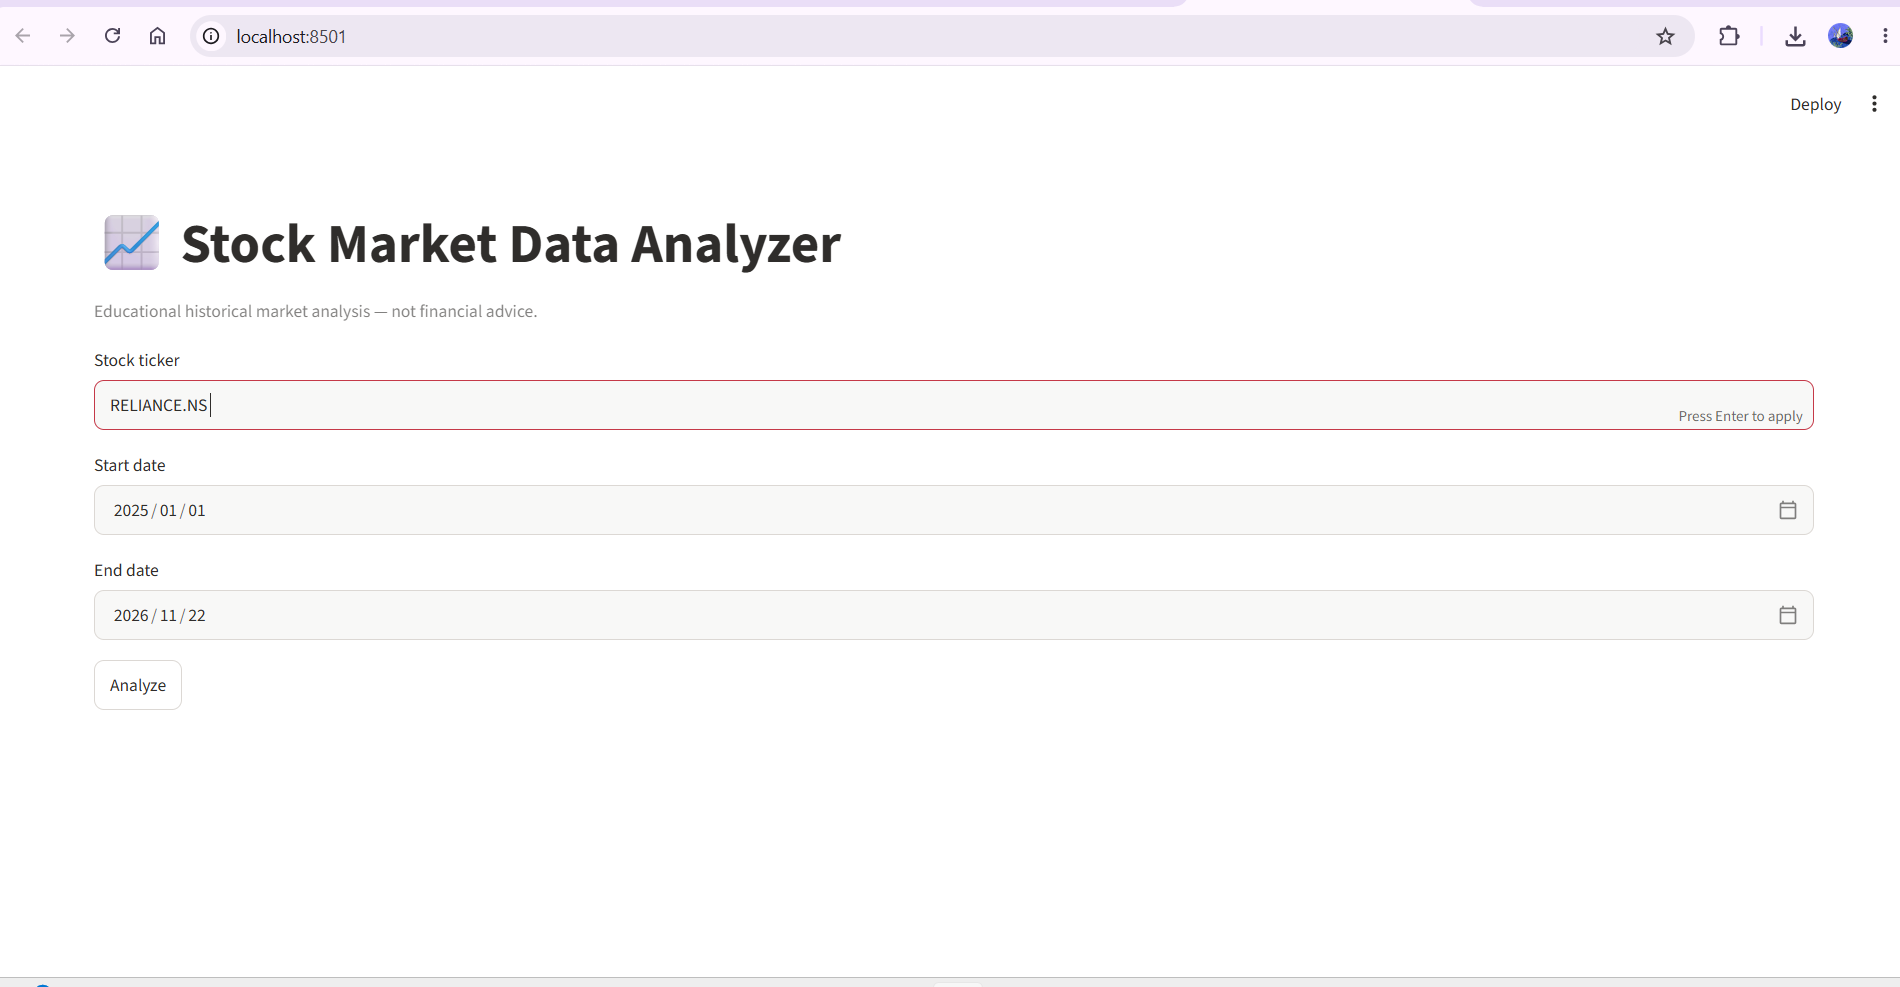 localhost:8501
Deploy
Stock Market Data Analyzer
Educational historical market analysis — not financial advice.
Stock ticker
RELIANCE.NS
Press Enter to apply
Start date
2025/01/01
End date
2026/11/22
Analyze